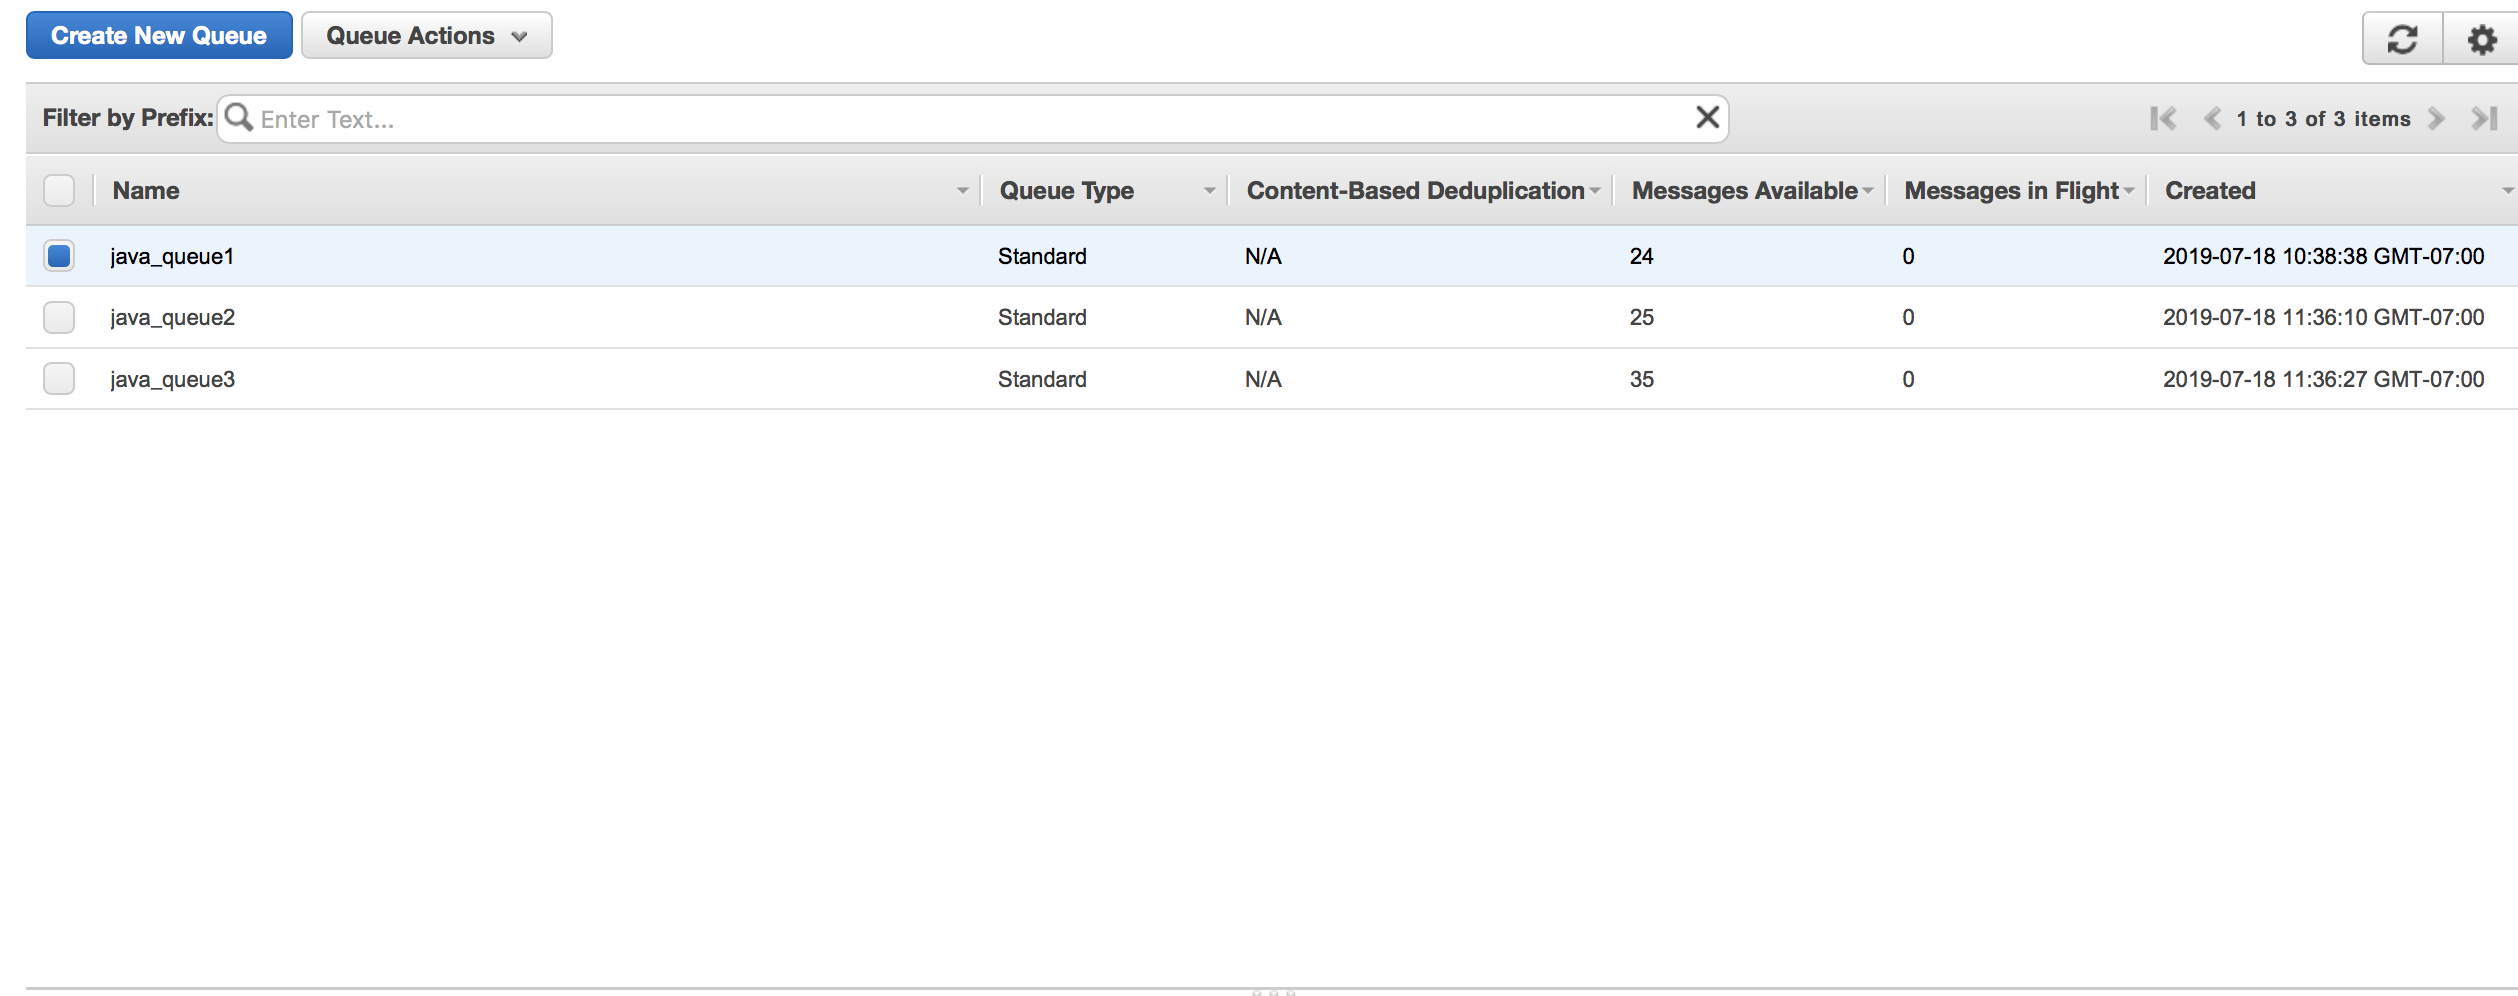 Create New Queue Queue Actions
Filter by Prefix: Enter Text... 1 to 3 of 3 items
Name Queue Type Content-Based Deduplication Messages Available Messages in Flight Created
java_queue1 Standard N/A 24 0 2019-07-18 10:38:38 GMT-07:00
java_queue2 Standard N/A 25 0 2019-07-18 11:36:10 GMT-07:00
java_queue3 Standard N/A 35 0 2019-07-18 11:36:27 GMT-07:00